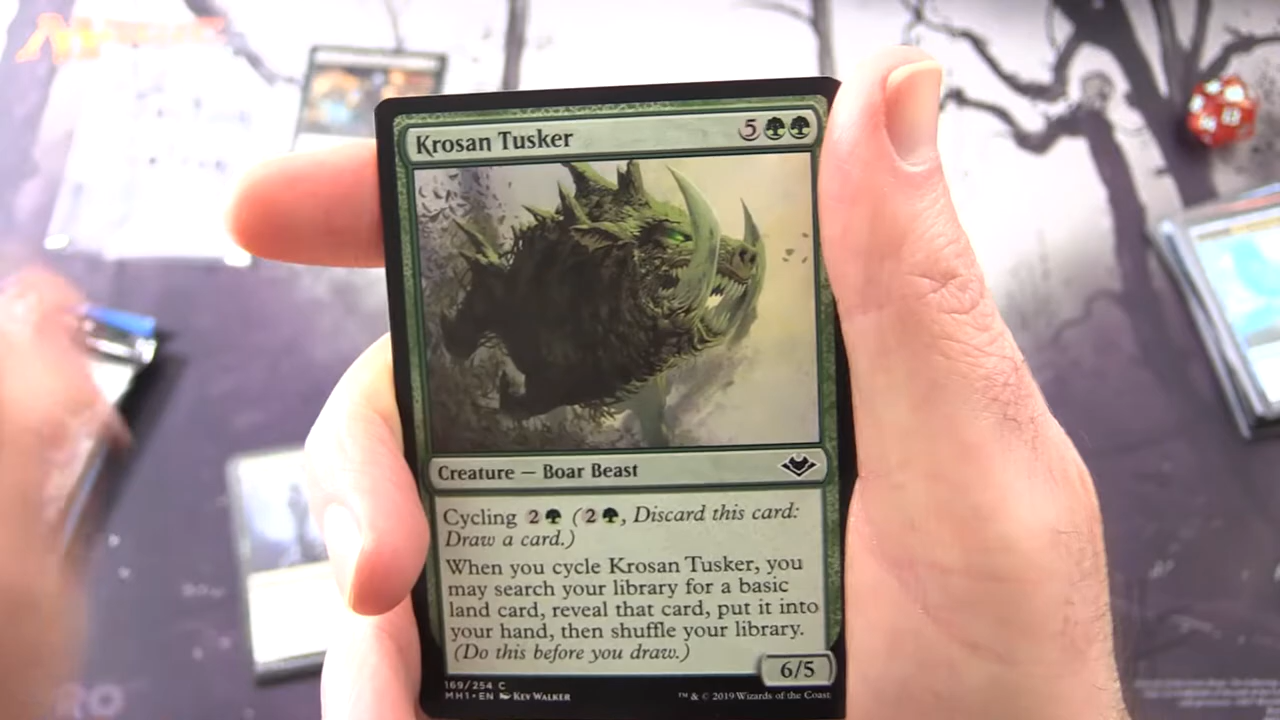 Krosan Tusker 5
Creature — Boar Beast
Cycling 2 (2, Discard this card:
Draw a card.)
When you cycle Krosan Tusker, you
may search your library for a basic
land card, reveal that card, put it into
your hand, then shuffle your library.
(Do this before you draw.)
6/5
169/254 C
MH1 • EN Kev Walker
™ & © 2019 Wizards of the Coast